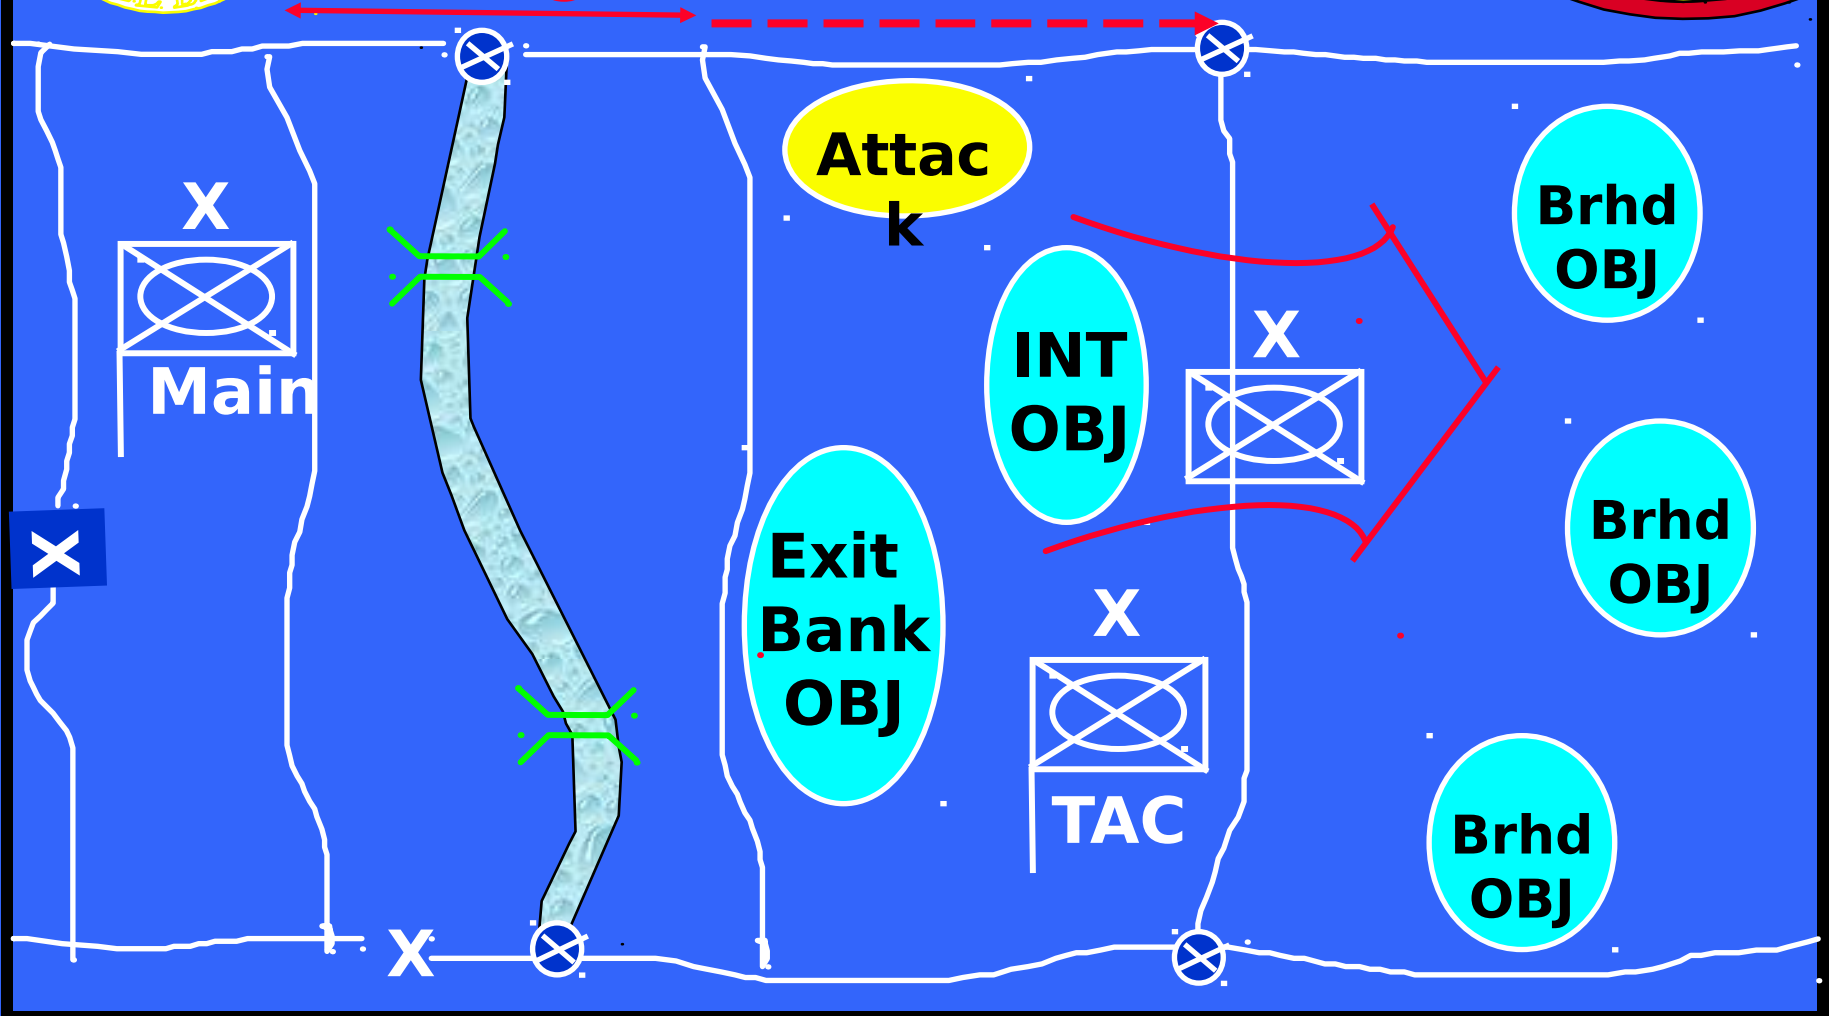 Attac
k
Brhd
OBJ
X
Main
INT
OBJ
X
Brhd
OBJ
X
Exit
Bank
OBJ
X
TAC
Brhd
OBJ
X